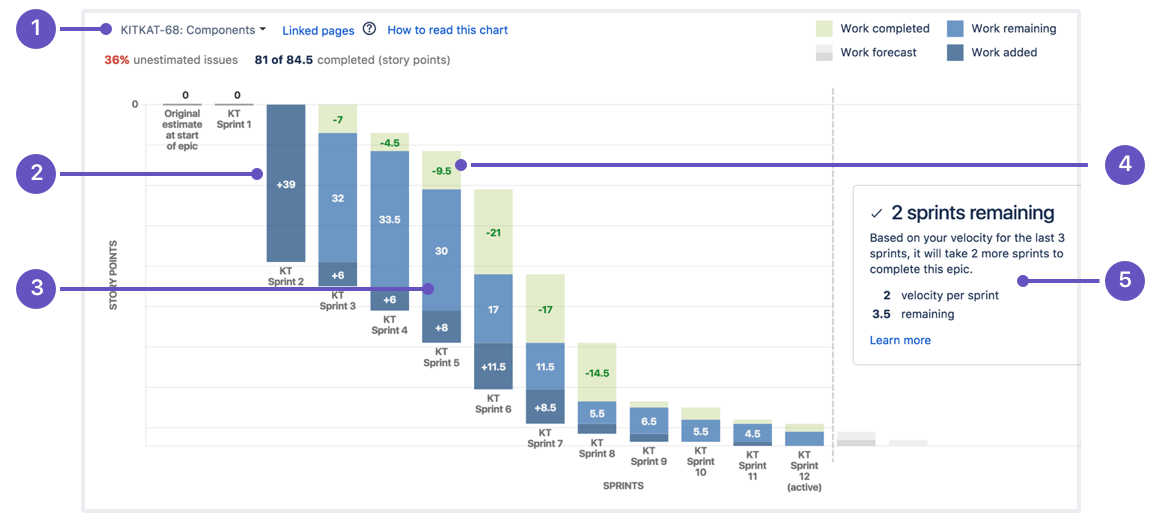 1
KITKAT-68: Components
Linked pages
?
How to read this chart
Work completed
Work remaining
Work forecast
Work added
36% unestimated issues
81 of 84.5 completed (story points)
0
0
0
Original
estimate
at start
of epic
KT
Sprint 1
2
+39
KT
Sprint 2
-7
32
+6
KT
Sprint 3
-4.5
33.5
+6
KT
Sprint 4
4
-9.5
30
+8
KT
Sprint 5
3
-21
17
+11.5
KT
Sprint 6
-17
11.5
+8.5
KT
Sprint 7
-14.5
5.5
KT
Sprint 8
6.5
KT
Sprint 9
5.5
KT
Sprint
10
4.5
KT
Sprint
11
KT
Sprint
12
(active)
STORY POINTS
SPRINTS
2 sprints remaining
Based on your velocity for the last 3
sprints, it will take 2 more sprints to
complete this epic.
2 velocity per sprint
3.5 remaining
Learn more
5